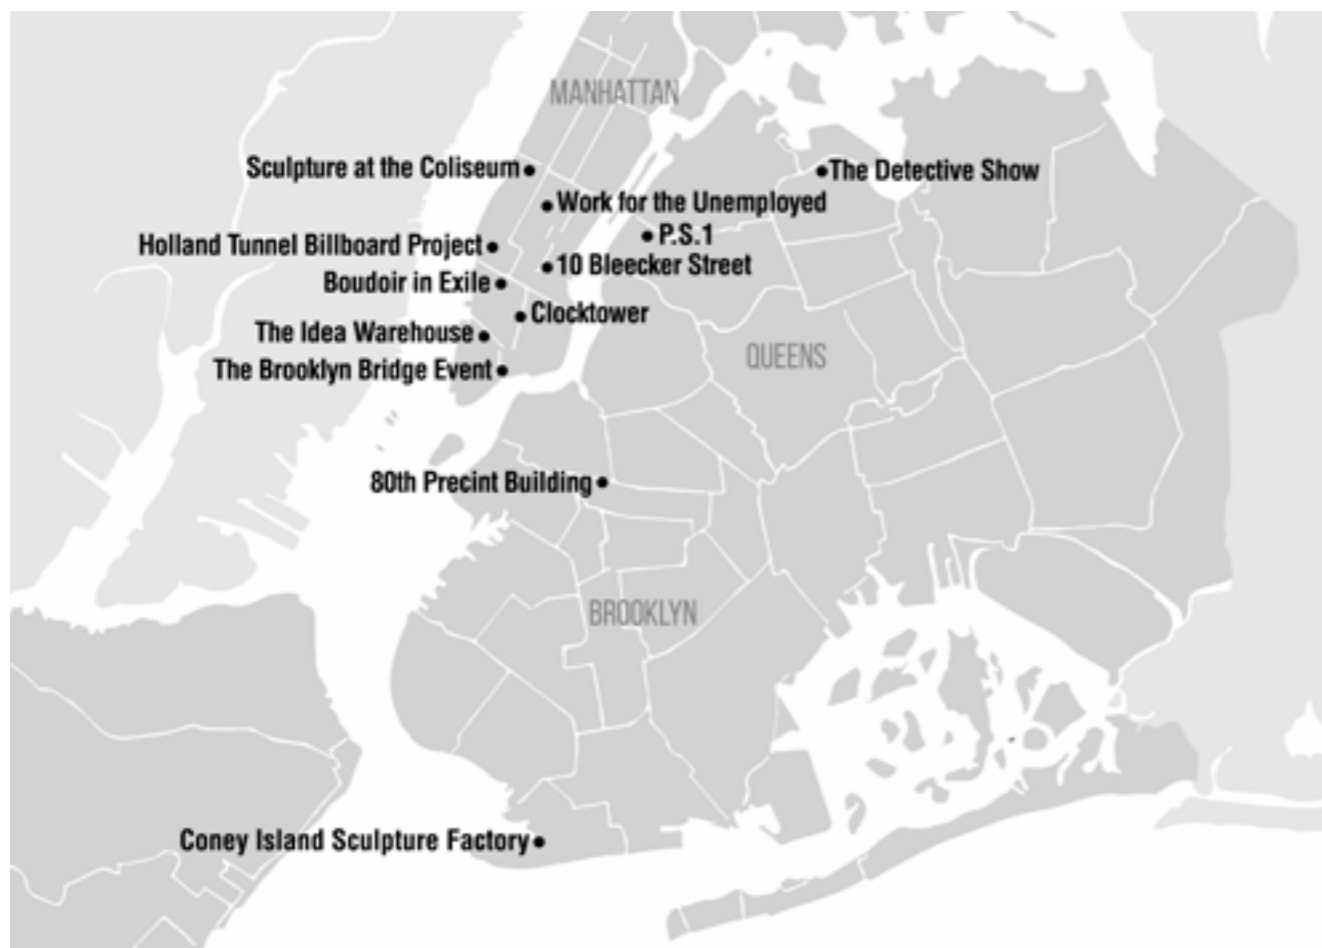 MANHATTAN
Sculpture at the Coliseum
The Detective Show
Work for the Unemployed
P.S.1
Holland Tunnel Billboard Project
10 Bleecker Street
Boudoir in Exile
Clocktower
The Idea Warehouse
QUEENS
The Brooklyn Bridge Event
80th Precint Building
BROOKLYN
Coney Island Sculpture Factory